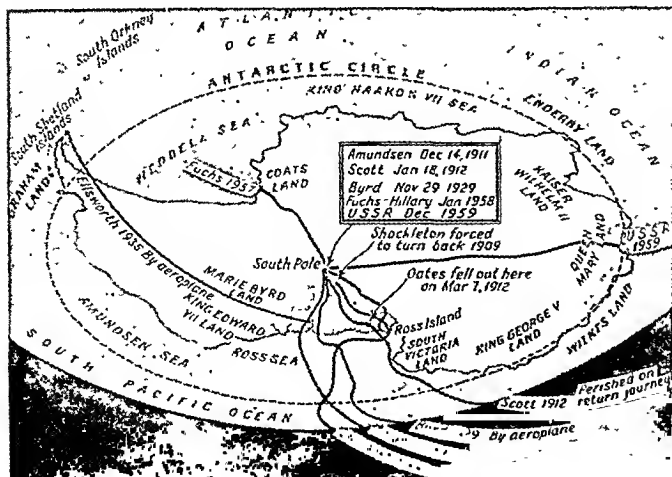 South Orkney
Islands
ATLANTIC
OCEAN
INDIAN OCEAN
ANTARCTIC CIRCLE
KING HAAKON VII SEA
ENDERBY LAND
South Shetland
Islands
WEDDELL SEA
GRAHAM
LAND
Fuchs 1957
COATS
LAND
Amundsen Dec 14, 1911
Scott Jan 18, 1912
Byrd Nov 29 1929
Fuchs-Hillary Jan 1958
USSR Dec 1959
KAISER
WILHELM II
LAND
Shackleton forced
to turn back 1909
QUEEN
MARY LAND
USSR
1959
Ellsworth 1935 By aeroplane
South Pole
Oates fell out here
on Mar 7, 1912
MARIE BYRD
LAND
KING EDWARD
VII LAND
ROSS SEA
AMUNDSEN SEA
Ross Island
SOUTH
VICTORIA
LAND
KING GEORGE V
LAND
WILKES LAND
SOUTH PACIFIC OCEAN
Scott 1912 Perished on
return journey
By aeroplane